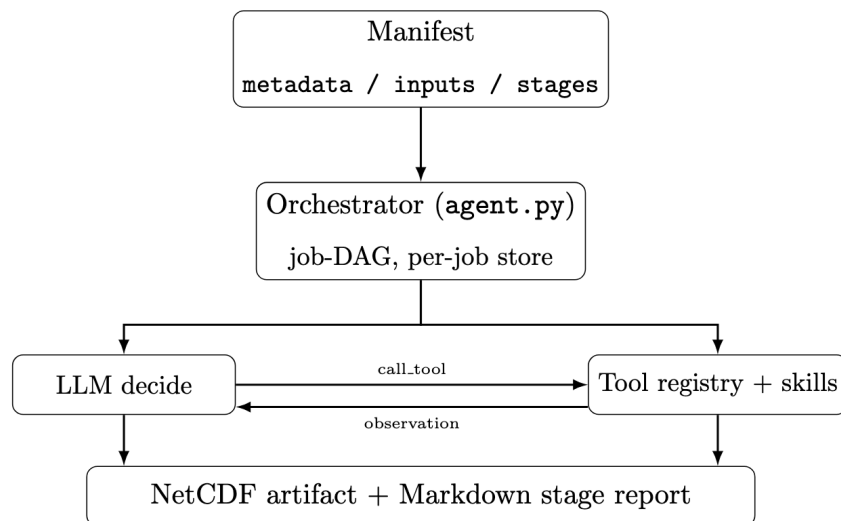 Manifest
metadata / inputs / stages
Orchestrator (agent.py)
job-DAG, per-job store
LLM decide
call_tool
observation
Tool registry + skills
NetCDF artifact + Markdown stage report